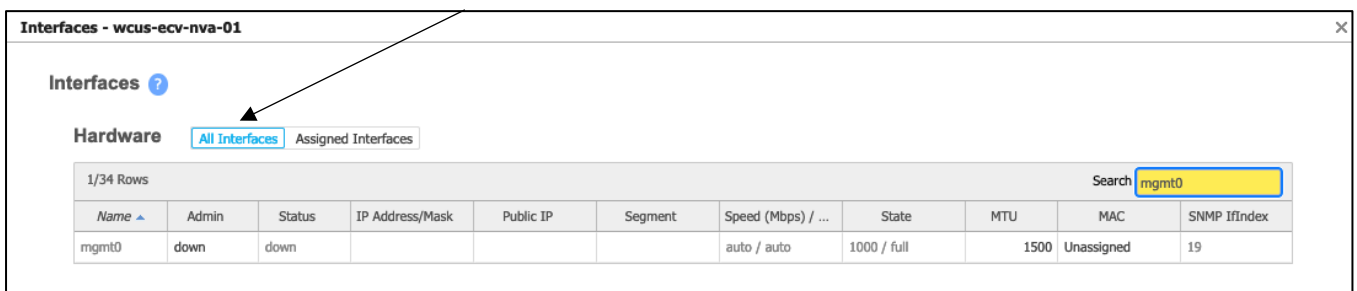 Interfaces - wcus-ecv-nva-01
Interfaces ?
Hardware All Interfaces Assigned Interfaces
1/34 Rows Search mgmt0
Name Admin Status IP Address/Mask Public IP Segment Speed (Mbps) / ... State MTU MAC SNMP IfIndex
mgmt0 down down auto / auto 1000 / full 1500 Unassigned 19